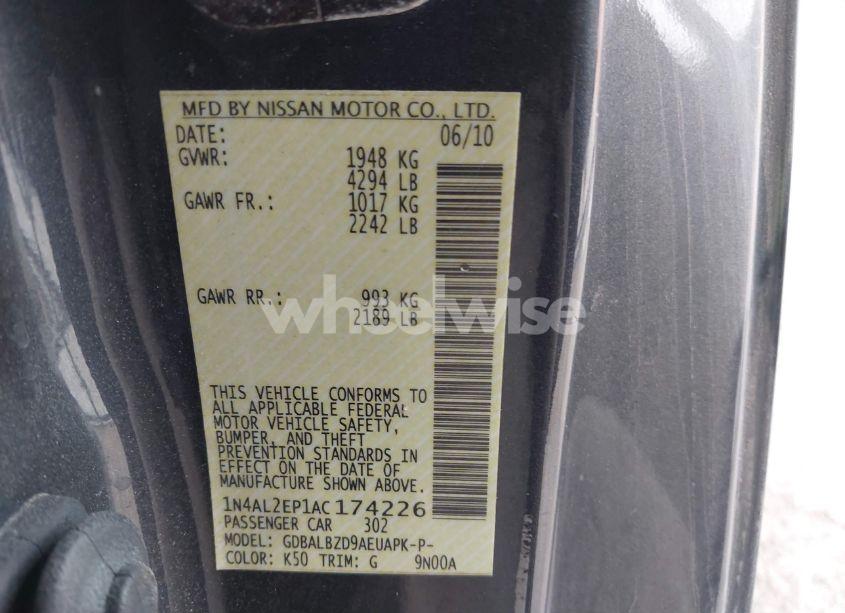 MFD BY NISSAN MOTOR CO., LTD.
DATE: 06/10
GVWR: 1948 KG
4294 LB
GAWR FR.: 1017 KG
2242 LB
GAWR RR.: 993 KG
2189 LB
wheelwise
THIS VEHICLE CONFORMS TO
ALL APPLICABLE FEDERAL
MOTOR VEHICLE SAFETY,
BUMPER, AND THEFT
PREVENTION STANDARDS IN
EFFECT ON THE DATE OF
MANUFACTURE SHOWN ABOVE.
1N4AL2EP1AC174226
PASSENGER CAR 302
MODEL: GDBALBZD9AEUAPK-P-
COLOR: K50 TRIM: G 9N00A